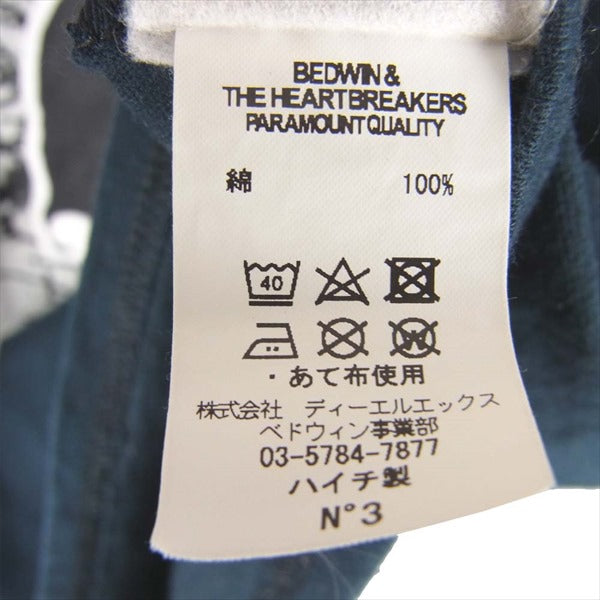 BEDWIN &
THE HEARTBREAKERS
PARAMOUNT QUALITY
綿 100%
40
W
・あて布使用
株式会社 ディーエルエックス
ベドウィン事業部
03-5784-7877
ハイチ製
N°3